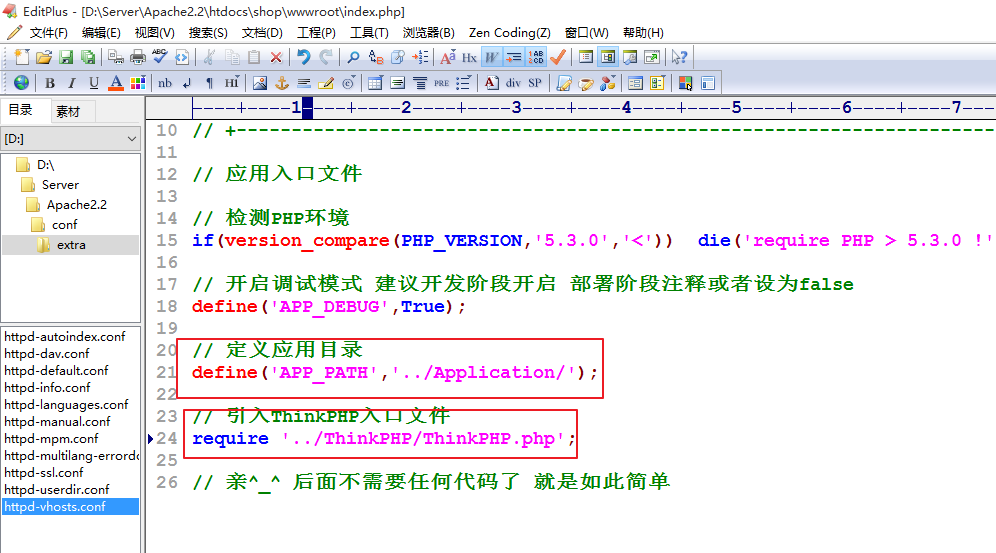 EditPlus - [D:\Server\Apache2.2\htdocs\shop\wwwroot\index.php]
文件(F) 编辑(E) 视图(V) 搜索(S) 文档(D) 工程(P) 工具(T) 浏览器(B) Zen Coding(Z) 窗口(W) 帮助(H)
Hx W
B I U A nb ¶ HI PRE A div SP
目录 素材
[D:]
D:\
Server
Apache2.2
conf
extra
httpd-autoindex.conf
httpd-dav.conf
httpd-default.conf
httpd-info.conf
httpd-languages.conf
httpd-manual.conf
httpd-mpm.conf
httpd-multilang-errordo
httpd-ssl.conf
httpd-userdir.conf
httpd-vhosts.conf
----+----1----+----2----+----3----+----4----+----5----+----6----+----7--
10 // +----------------------------------------------------------------------
11
12 // 应用入口文件
13
14 // 检测PHP环境
15 if(version_compare(PHP_VERSION,'5.3.0','<'))  die('require PHP > 5.3.0 !'
16
17 // 开启调试模式 建议开发阶段开启 部署阶段注释或者设为false
18 define('APP_DEBUG',True);
19
20 // 定义应用目录
21 define('APP_PATH','../Application/');
22
23 // 引入ThinkPHP入口文件
24 require '../ThinkPHP/ThinkPHP.php';
25
26 // 亲^_^ 后面不需要任何代码了 就是如此简单